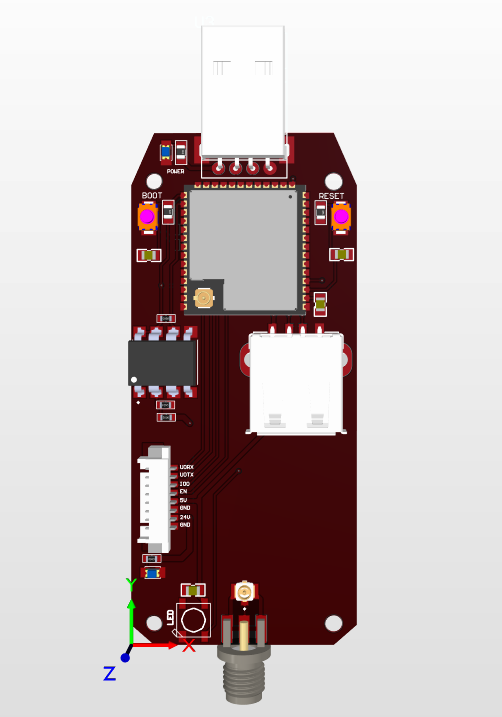 POWER
BOOT
RESET
U0RX
U0TX
IO0
EN
5V
GND
24V
GND
LED
Y
X
Z